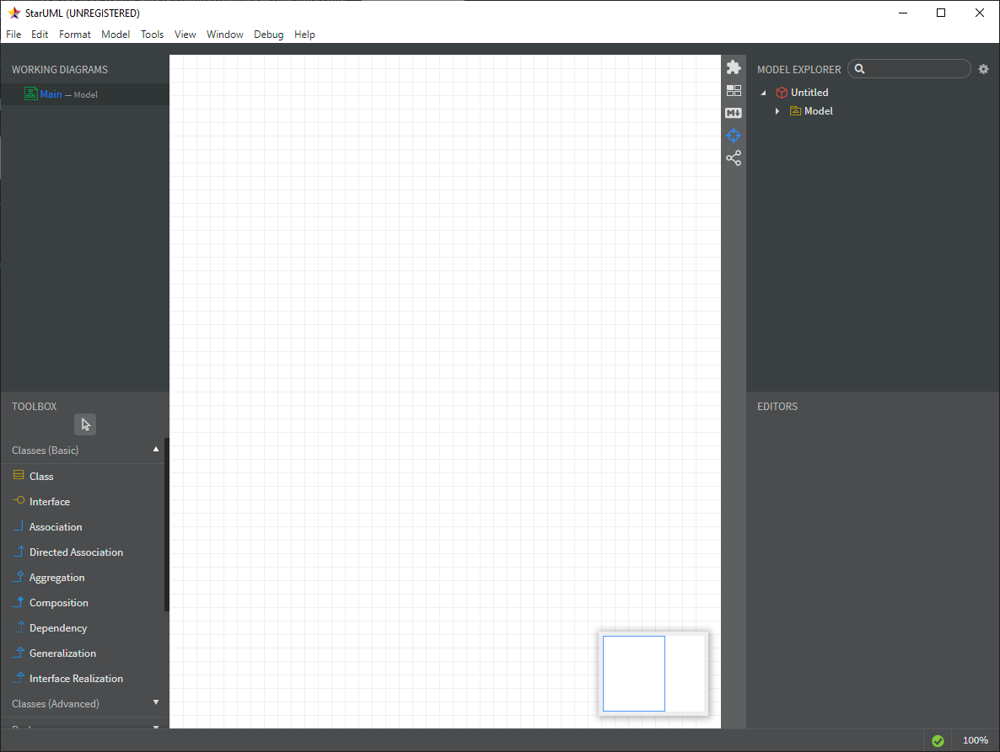 StarUML (UNREGISTERED)
File Edit Format Model Tools View Window Debug Help
WORKING DIAGRAMS
Main — Model
TOOLBOX
Classes (Basic)
Class
Interface
Association
Directed Association
Aggregation
Composition
Dependency
Generalization
Interface Realization
Classes (Advanced)
M
MODEL EXPLORER
Untitled
Model
EDITORS
100%